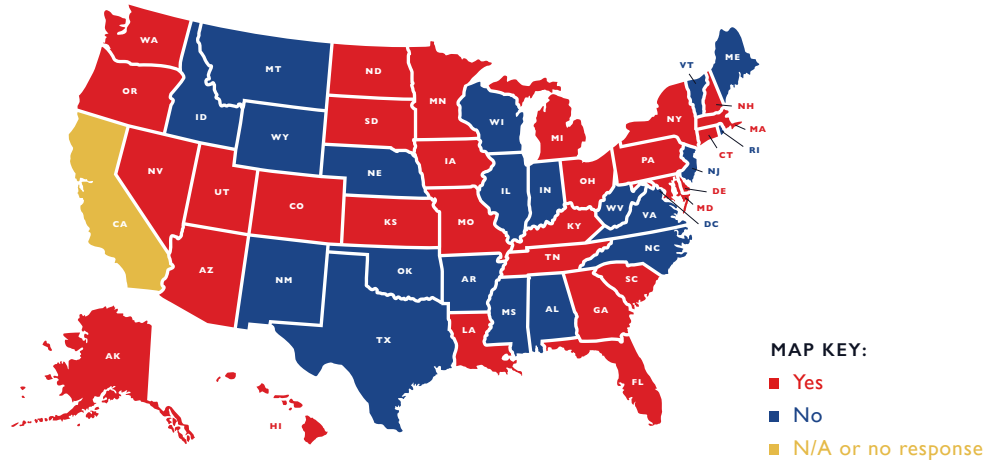 WA
MT
ND
MN
OR
ID
SD
WI
MI
VT
ME
NY
NH
MA
RI
CT
WY
IA
PA
NJ
NV
UT
NE
IL
IN
OH
DE
MD
DC
CA
CO
KS
MO
KY
WV
VA
AZ
NM
OK
AR
TN
NC
SC
MS
AL
GA
TX
LA
FL
AK
HI
MAP KEY:
Yes
No
N/A or no response